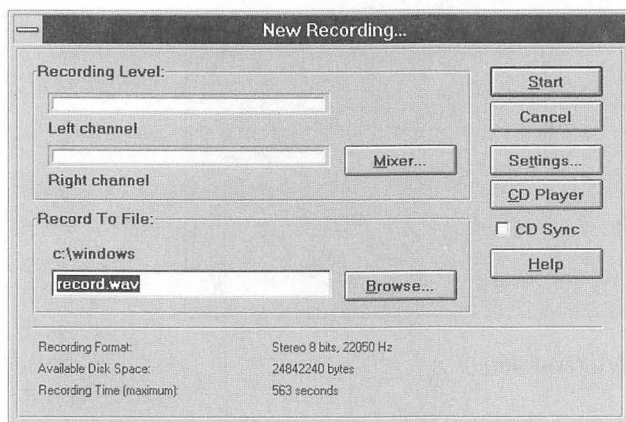 New Recording...
Recording Level:
Left channel
Right channel
Mixer...
Record To File:
c:\windows
record.wav
Browse...
Start
Cancel
Settings...
CD Player
CD Sync
Help
Recording Format: Stereo 8 bits, 22050 Hz
Available Disk Space: 24842240 bytes
Recording Time (maximum): 563 seconds